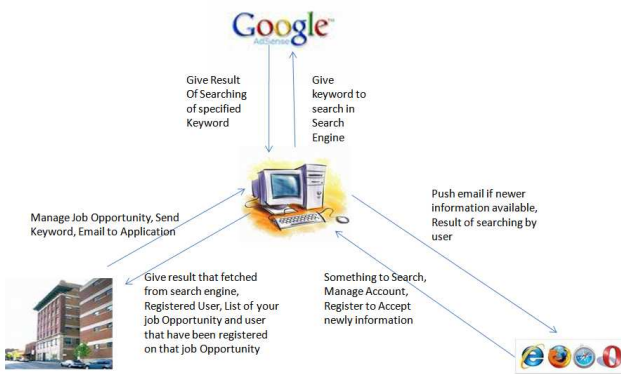 Google™
AdSense
Give Result
Of Searching
of specified
Keyword
Give
keyword to
search in
Search
Engine
Manage Job Opportunity, Send
Keyword, Email to Application
Push email if newer
information available,
Result of searching by
user
Give result that fetched
from search engine,
Registered User, List of your
job Opportunity and user
that have been registered
on that job Opportunity
Something to Search,
Manage Account,
Register to Accept
newly information